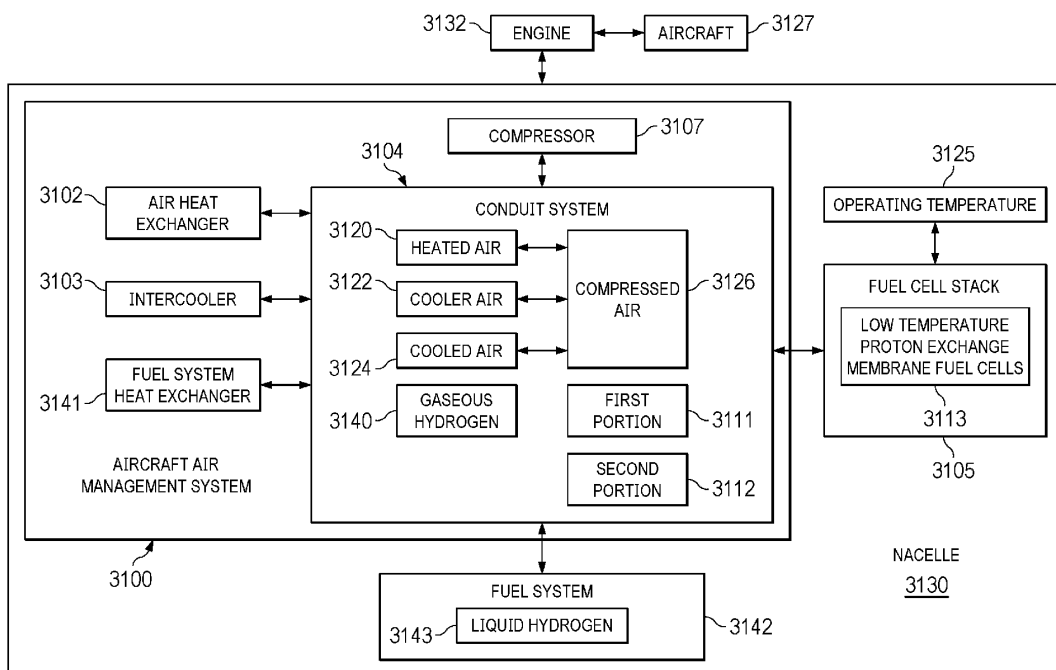 3132
ENGINE
AIRCRAFT
3127
COMPRESSOR
3107
3104
3102
AIR HEAT
EXCHANGER
CONDUIT SYSTEM
3125
OPERATING TEMPERATURE
3120
HEATED AIR
3103
INTERCOOLER
3122
COOLER AIR
COMPRESSED
AIR
3126
FUEL CELL STACK
LOW TEMPERATURE
PROTON EXCHANGE
MEMBRANE FUEL CELLS
3113
3105
COOLED AIR
3124
FUEL SYSTEM
HEAT EXCHANGER
3141
GASEOUS
HYDROGEN
3140
FIRST
PORTION
3111
SECOND
PORTION
3112
AIRCRAFT AIR
MANAGEMENT SYSTEM
3100
NACELLE
3130
FUEL SYSTEM
3143
LIQUID HYDROGEN
3142